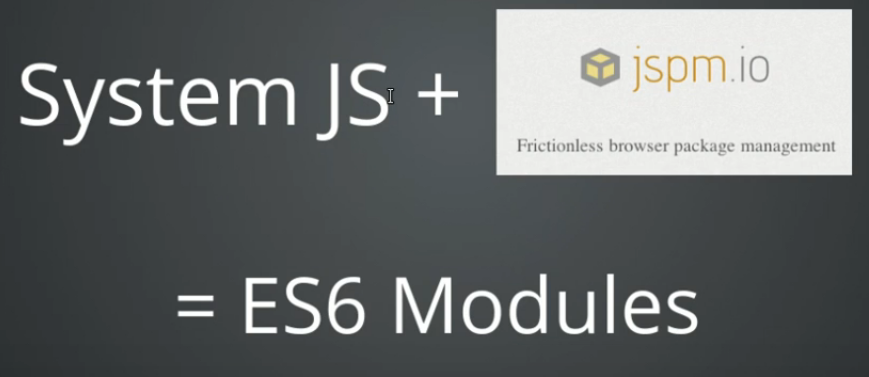 System JS +
jspm.io
Frictionless browser package management
= ES6 Modules